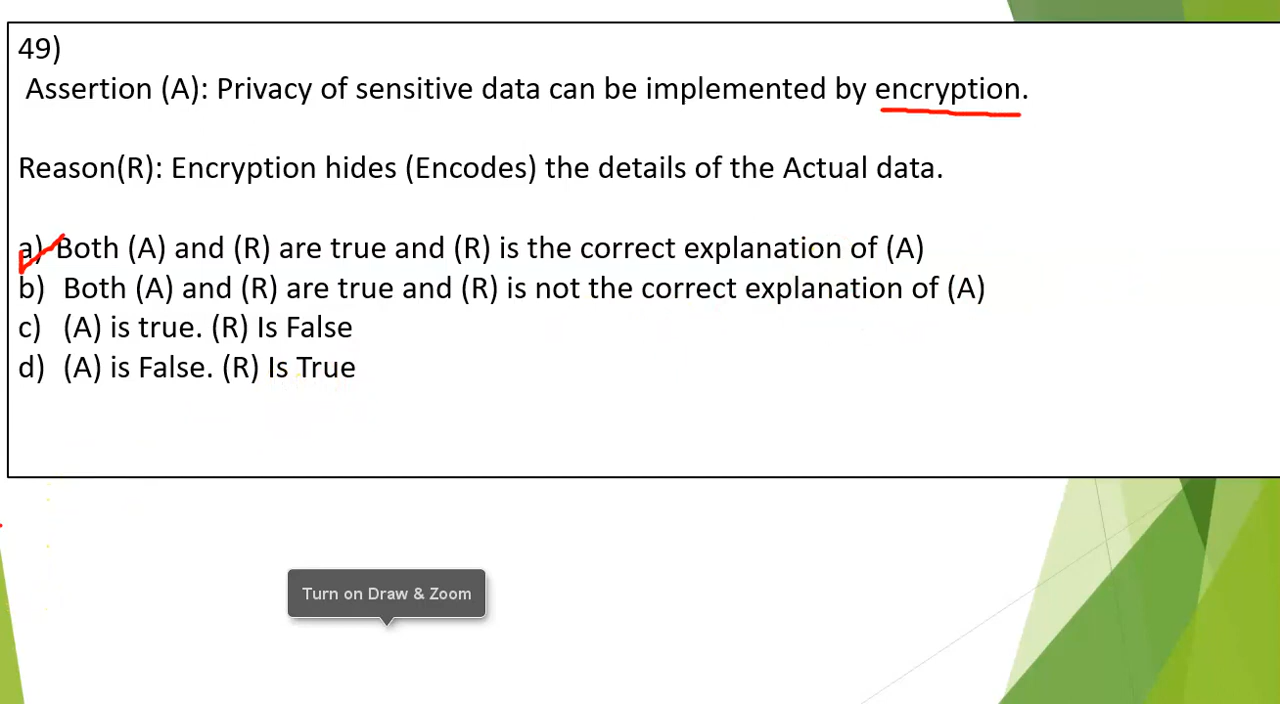 49)
Assertion (A): Privacy of sensitive data can be implemented by encryption.
Reason(R): Encryption hides (Encodes) the details of the Actual data.
a) Both (A) and (R) are true and (R) is the correct explanation of (A)
b) Both (A) and (R) are true and (R) is not the correct explanation of (A)
c) (A) is true. (R) Is False
d) (A) is False. (R) Is True
Turn on Draw & Zoom